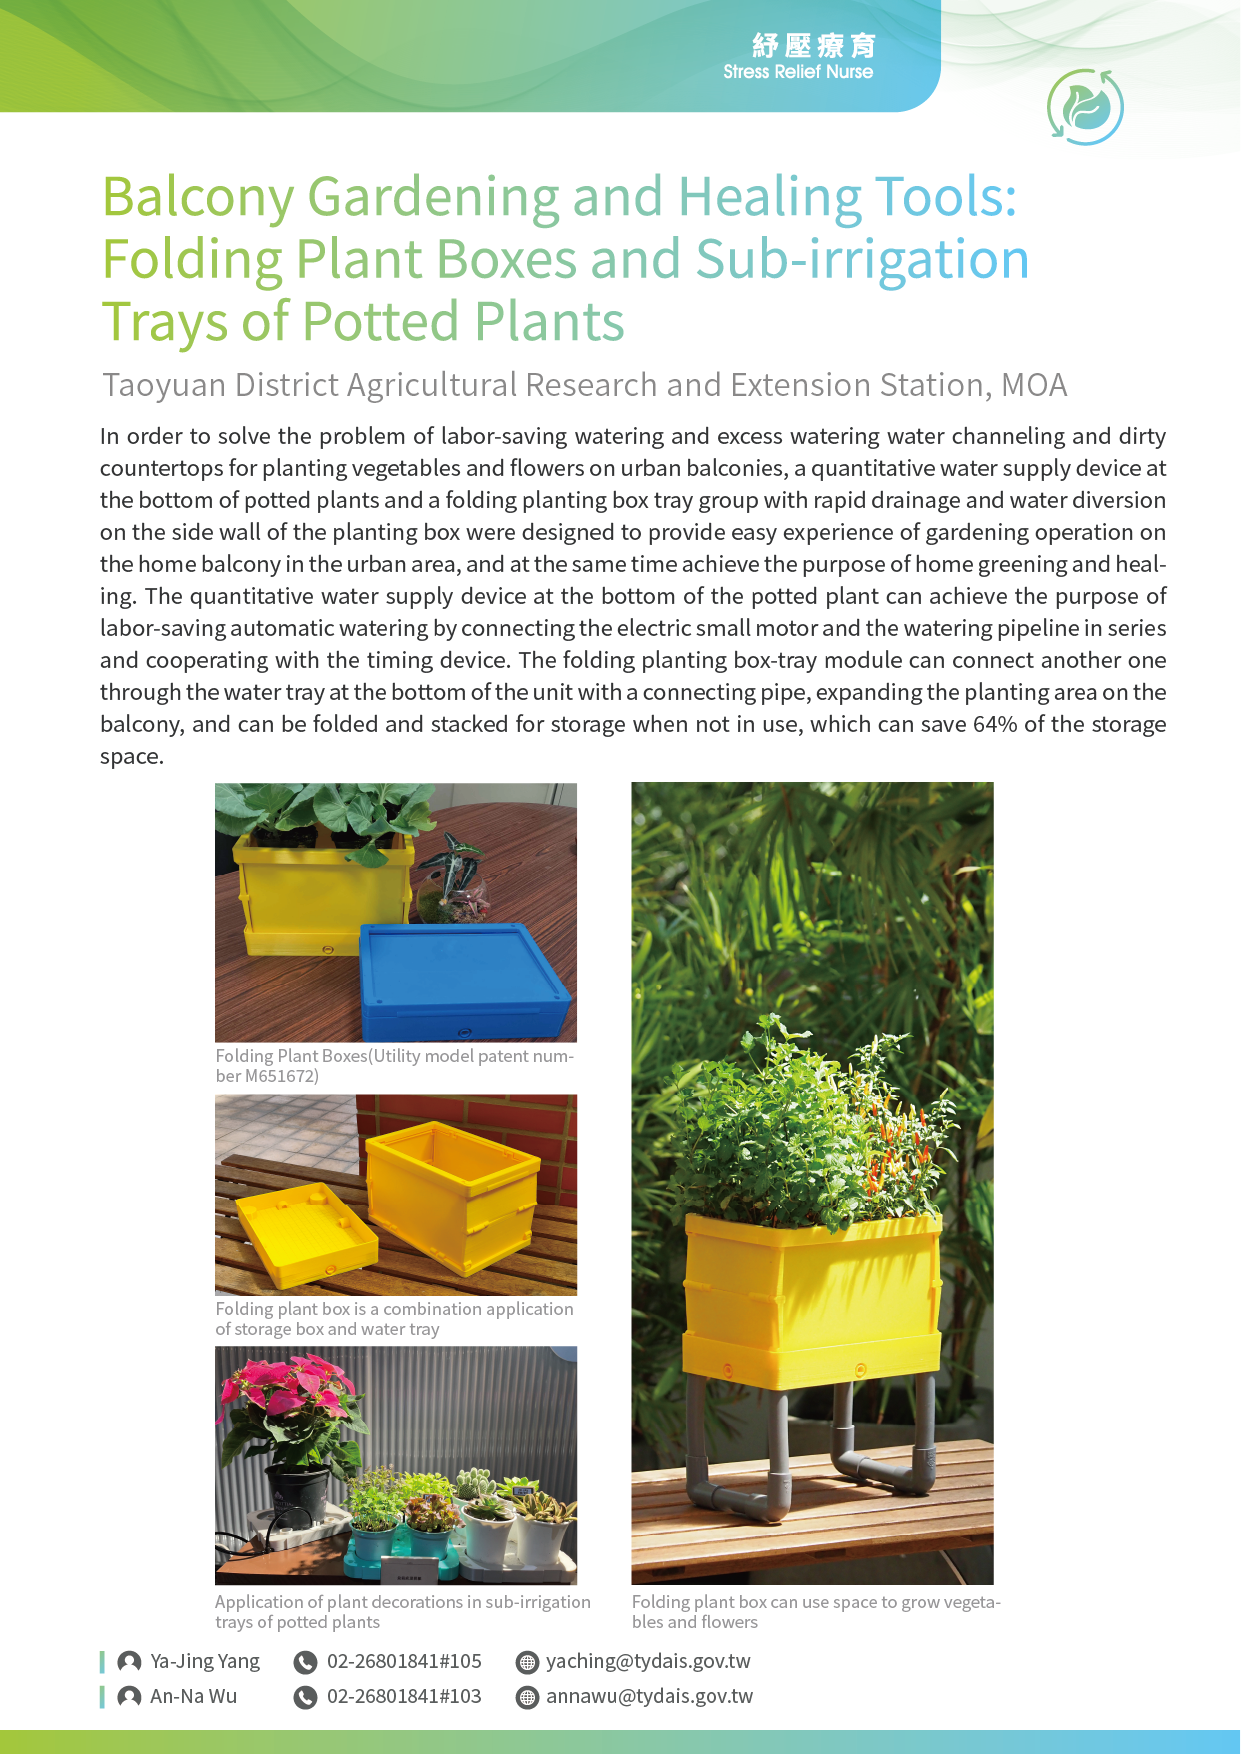 紓壓療育
Stress Relief Nurse
Balcony Gardening and Healing Tools:
Folding Plant Boxes and Sub-irrigation
Trays of Potted Plants
Taoyuan District Agricultural Research and Extension Station, MOA
In order to solve the problem of labor-saving watering and excess watering water channeling and dirty
countertops for planting vegetables and flowers on urban balconies, a quantitative water supply device at
the bottom of potted plants and a folding planting box tray group with rapid drainage and water diversion
on the side wall of the planting box were designed to provide easy experience of gardening operation on
the home balcony in the urban area, and at the same time achieve the purpose of home greening and heal-
ing. The quantitative water supply device at the bottom of the potted plant can achieve the purpose of
labor-saving automatic watering by connecting the electric small motor and the watering pipeline in series
and cooperating with the timing device. The folding planting box-tray module can connect another one
through the water tray at the bottom of the unit with a connecting pipe, expanding the planting area on the
balcony, and can be folded and stacked for storage when not in use, which can save 64% of the storage
space.
Folding Plant Boxes(Utility model patent num-
ber M651672)
Folding plant box is a combination application
of storage box and water tray
Application of plant decorations in sub-irrigation
trays of potted plants
Folding plant box can use space to grow vegeta-
bles and flowers
Ya-Jing Yang 02-26801841#105 yaching@tydais.gov.tw
An-Na Wu 02-26801841#103 annawu@tydais.gov.tw